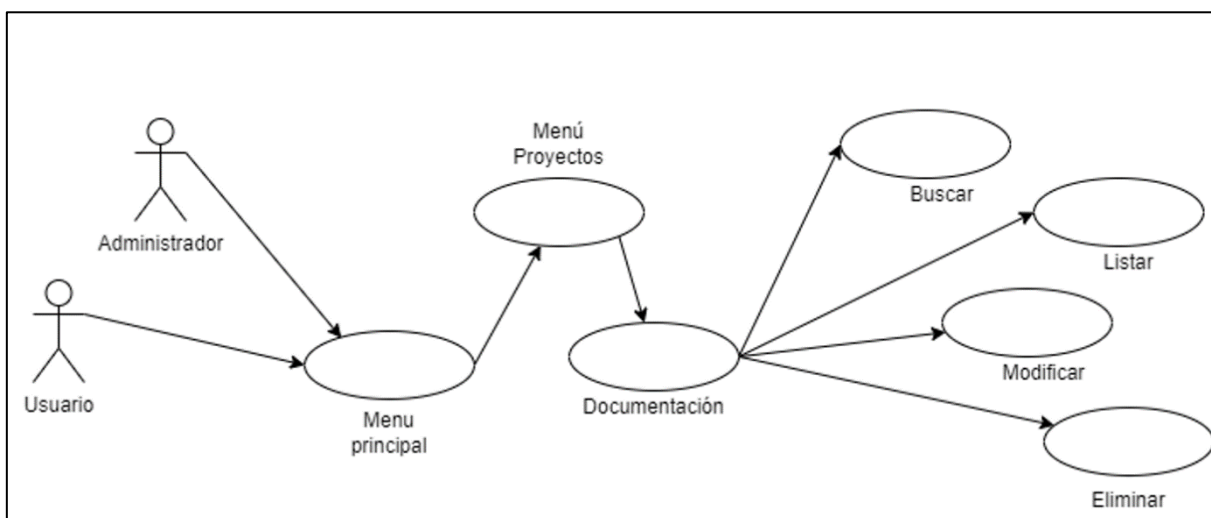 Administrador
Usuario
Menu
principal
Menú
Proyectos
Documentación
Buscar
Listar
Modificar
Eliminar